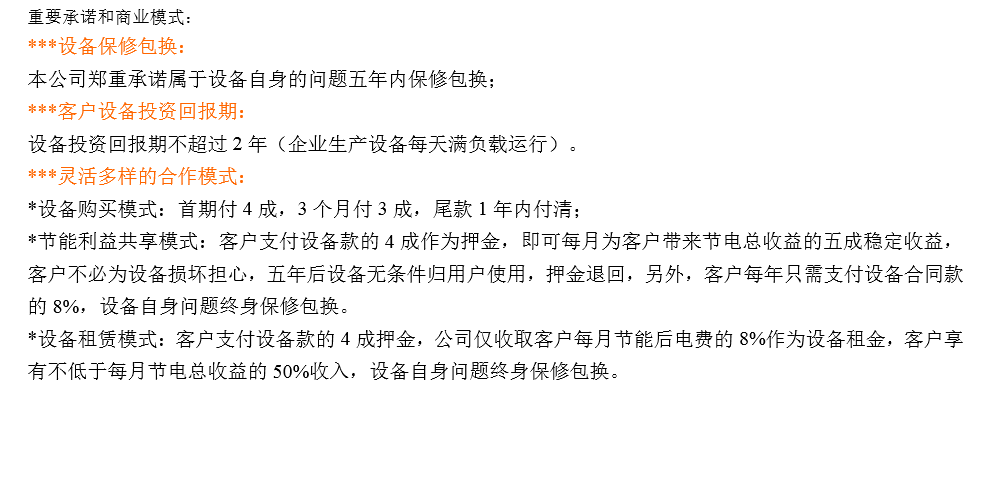 重要承诺和商业模式:
***设备保修包换:
本公司郑重承诺属于设备自身的问题五年内保修包换；
***客户设备投资回报期:
设备投资回报期不超过 2 年（企业生产设备每天满负载运行）。
***灵活多样的合作模式:
*设备购买模式：首期付 4 成，3 个月付 3 成，尾款 1 年内付清；
*节能利益共享模式：客户支付设备款的 4 成作为押金，即可每月为客户带来节电总收益的五成稳定收益，
客户不必为设备损坏担心，五年后设备无条件归用户使用，押金退回，另外，客户每年只需支付设备合同款
的 8%，设备自身问题终身保修包换。
*设备租赁模式：客户支付设备款的 4 成押金，公司仅收取客户每月节能后电费的 8%作为设备租金，客户享
有不低于每月节电总收益的 50%收入，设备自身问题终身保修包换。